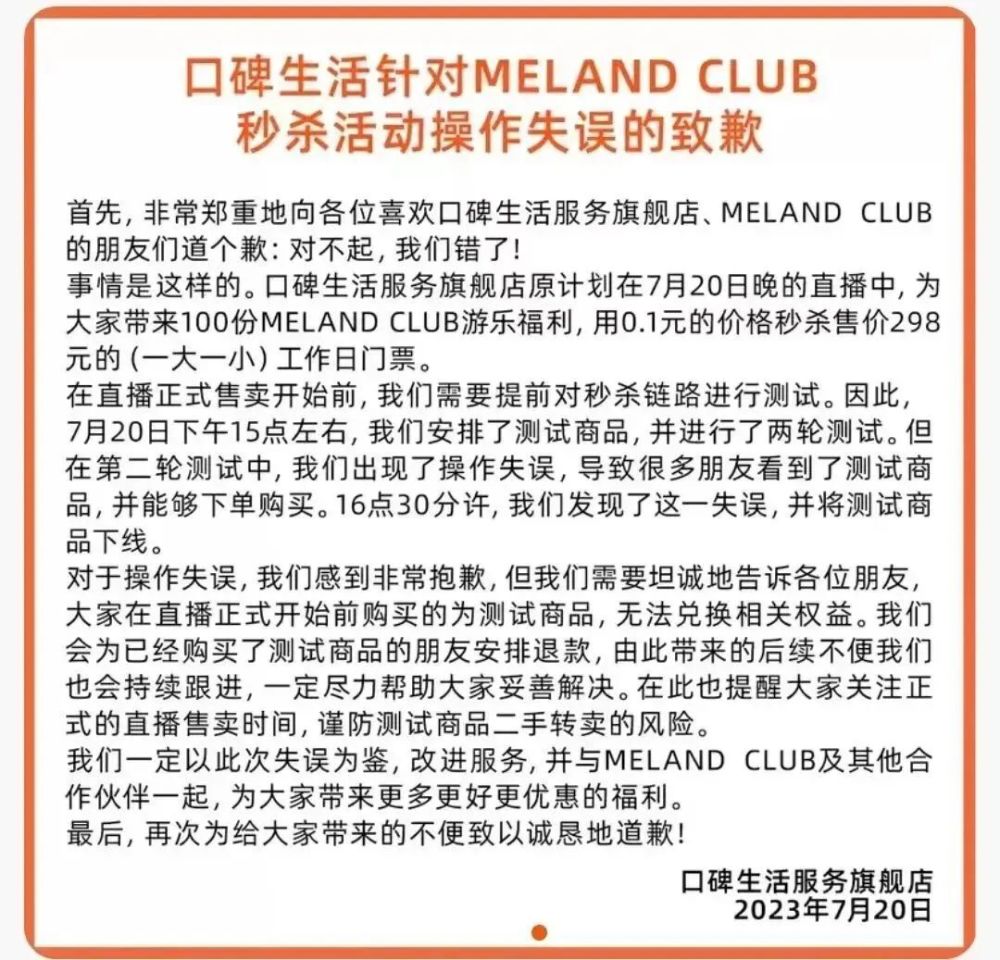 口碑生活针对MELAND CLUB
秒杀活动操作失误的致歉
首先，非常郑重地向各位喜欢口碑生活服务旗舰店、MELAND CLUB
的朋友们道个歉：对不起，我们错了！
事情是这样的。口碑生活服务旗舰店原计划在7月20日晚的直播中，为
大家带来100份MELAND CLUB游乐福利，用0.1元的价格秒杀售价298
元的（一大一小）工作日门票。
在直播正式售卖开始前，我们需要提前对秒杀链路进行测试。因此，
7月20日下午15点左右，我们安排了测试商品，并进行了两轮测试。但
在第二轮测试中，我们出现了操作失误，导致很多朋友看到了测试商
品，并能够下单购买。16点30分许，我们发现了这一失误，并将测试商
品下线。
对于操作失误，我们感到非常抱歉，但我们需要坦诚地告诉各位朋友，
大家在直播正式开始前购买的为测试商品，无法兑换相关权益。我们
会为已经购买了测试商品的朋友安排退款，由此带来的后续不便我们
也会持续跟进，一定尽力帮助大家妥善解决。在此也提醒大家关注正
式的直播售卖时间，谨防测试商品二手转卖的风险。
我们一定以此次失误为鉴，改进服务，并与MELAND CLUB及其他合
作伙伴一起，为大家带来更多更好更优惠的福利。
最后，再次为给大家带来的不便致以诚恳地道歉！
口碑生活服务旗舰店
2023年7月20日